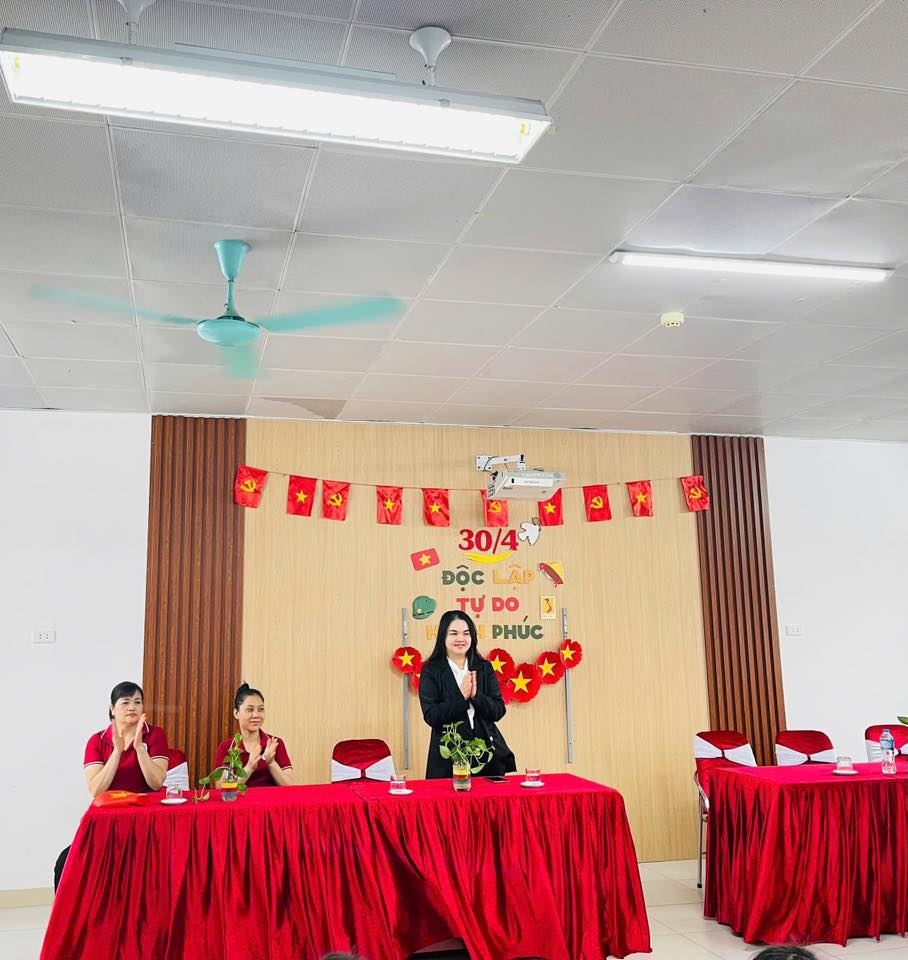 30/4
ĐỘC LẬP
TỰ DO
PHÚC